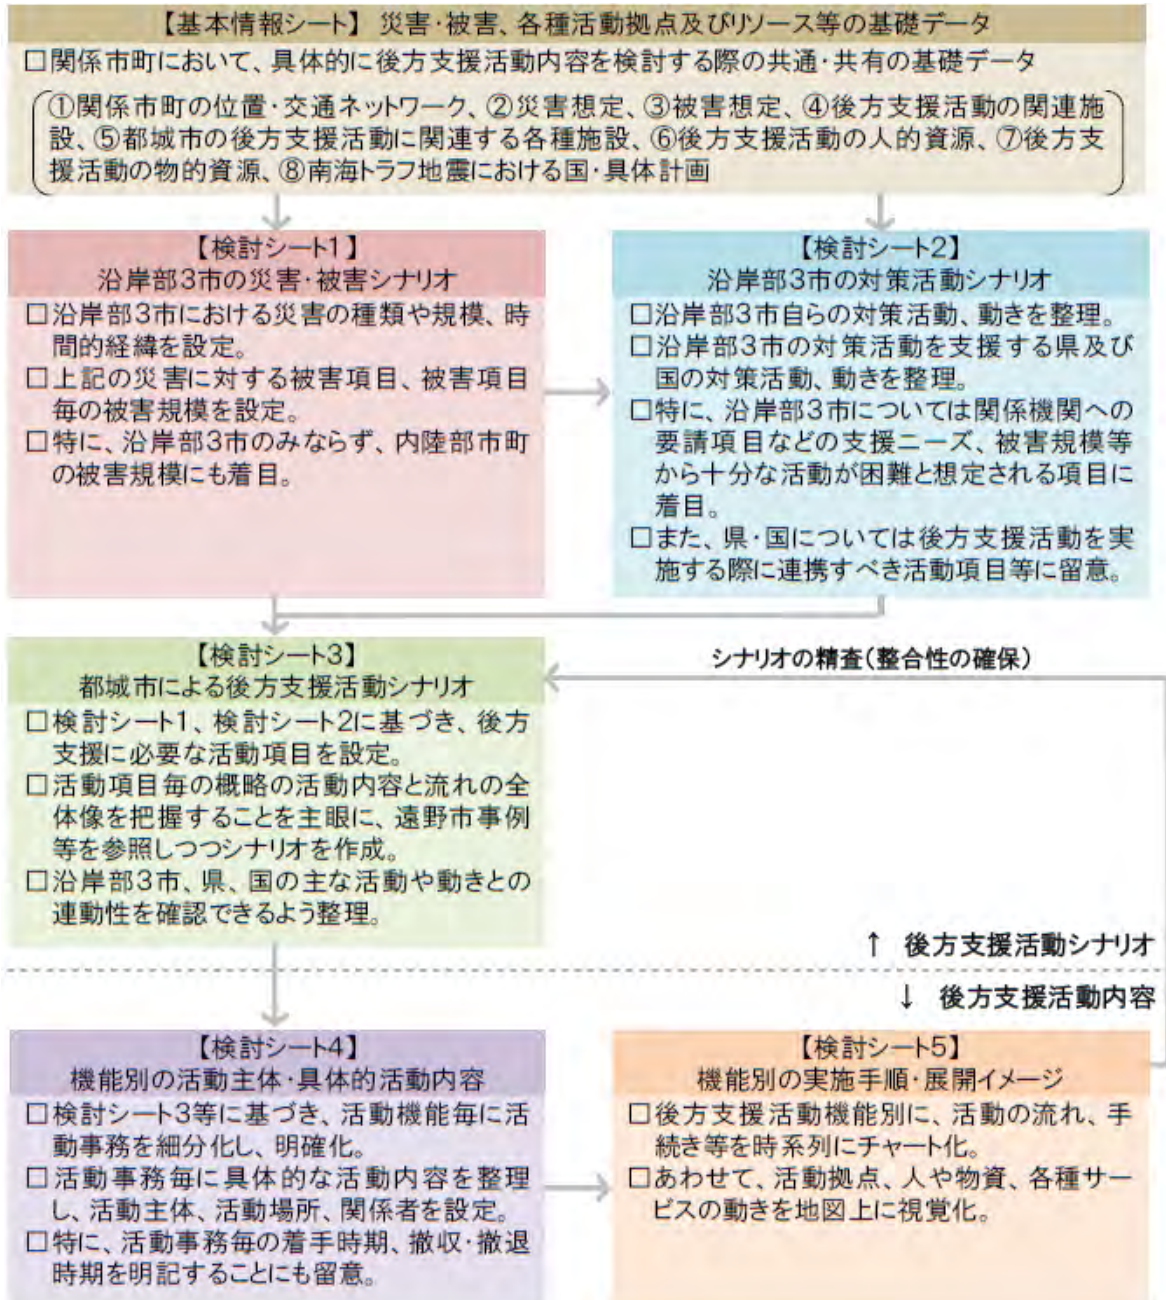 【基本情報シート】 災害・被害、各種活動拠点及びリソース等の基礎データ
□関係市町において、具体的に後方支援活動内容を検討する際の共通・共有の基礎データ
①関係市町の位置・交通ネットワーク、②災害想定、③被害想定、④後方支援活動の関連施
設、⑤都城市の後方支援活動に関連する各種施設、⑥後方支援活動の人的資源、⑦後方支
援活動の物的資源、⑧南海トラフ地震における国・具体計画
【検討シート1】
沿岸部3市の災害・被害シナリオ
□沿岸部3市における災害の種類や規模、時
間的経緯を設定。
□上記の災害に対する被害項目、被害項目
毎の被害規模を設定。
□特に、沿岸部3市のみならず、内陸部市町
の被害規模にも着目。
【検討シート2】
沿岸部3市の対策活動シナリオ
□沿岸部3市自らの対策活動、動きを整理。
□沿岸部3市の対策活動を支援する県及び
国の対策活動、動きを整理。
□特に、沿岸部3市については関係機関への
要請項目などの支援ニーズ、被害規模等
から十分な活動が困難と想定される項目に
着目。
□また、県・国については後方支援活動を実
施する際に連携すべき活動項目等に留意。
【検討シート3】
都城市による後方支援活動シナリオ
□検討シート1、検討シート2に基づき、後方
支援に必要な活動項目を設定。
□活動項目毎の概略の活動内容と流れの全
体像を把握することを主眼に、遠野市事例
等を参照しつつシナリオを作成。
□沿岸部3市、県、国の主な活動や動きとの
連動性を確認できるよう整理。
シナリオの精査(整合性の確保)
↑ 後方支援活動シナリオ
↓ 後方支援活動内容
【検討シート4】
機能別の活動主体・具体的活動内容
□検討シート3等に基づき、活動機能毎に活
動事務を細分化し、明確化。
□活動事務毎に具体的な活動内容を整理
し、活動主体、活動場所、関係者を設定。
□特に、活動事務毎の着手時期、撤収・撤退
時期を明記することにも留意。
【検討シート5】
機能別の実施手順・展開イメージ
□後方支援活動機能別に、活動の流れ、手
続き等を時系列にチャート化。
□あわせて、活動拠点、人や物資、各種サー
ビスの動きを地図上に視覚化。